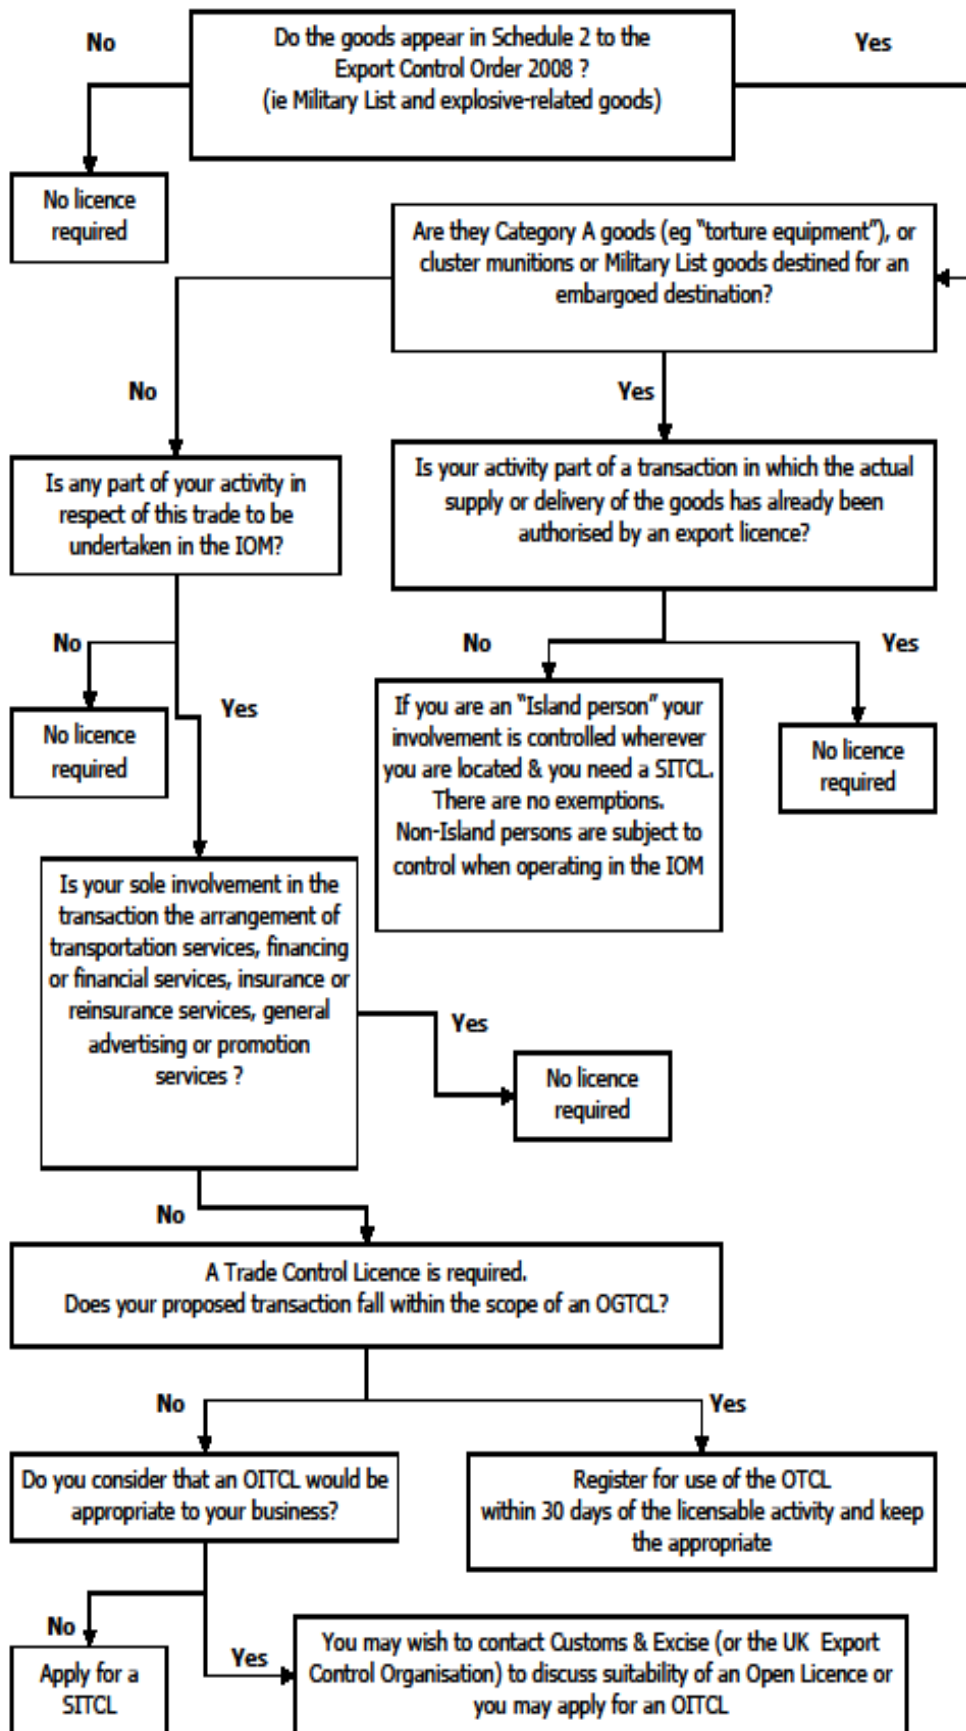 No
Do the goods appear in Schedule 2 to the
Export Control Order 2008 ?
(ie Military List and explosive-related goods)
Yes
No licence
required
Are they Category A goods (eg "torture equipment"), or
cluster munitions or Military List goods destined for an
embargoed destination?
No
Yes
Is any part of your activity in
respect of this trade to be
undertaken in the IOM?
Is your activity part of a transaction in which the actual
supply or delivery of the goods has already been
authorised by an export licence?
No
Yes
No
Yes
No licence
required
If you are an "Island person" your
involvement is controlled wherever
you are located & you need a SITCL.
There are no exemptions.
Non-Island persons are subject to
control when operating in the IOM
No licence
required
Is your sole involvement in the
transaction the arrangement of
transportation services, financing
or financial services, insurance or
reinsurance services, general
advertising or promotion
services ?
Yes
No licence
required
No
A Trade Control Licence is required.
Does your proposed transaction fall within the scope of an OGTCL?
No
Yes
Do you consider that an OITCL would be
appropriate to your business?
Register for use of the OTCL
within 30 days of the licensable activity and keep
the appropriate
No
Yes
Apply for a
SITCL
You may wish to contact Customs & Excise (or the UK Export
Control Organisation) to discuss suitability of an Open Licence or
you may apply for an OITCL